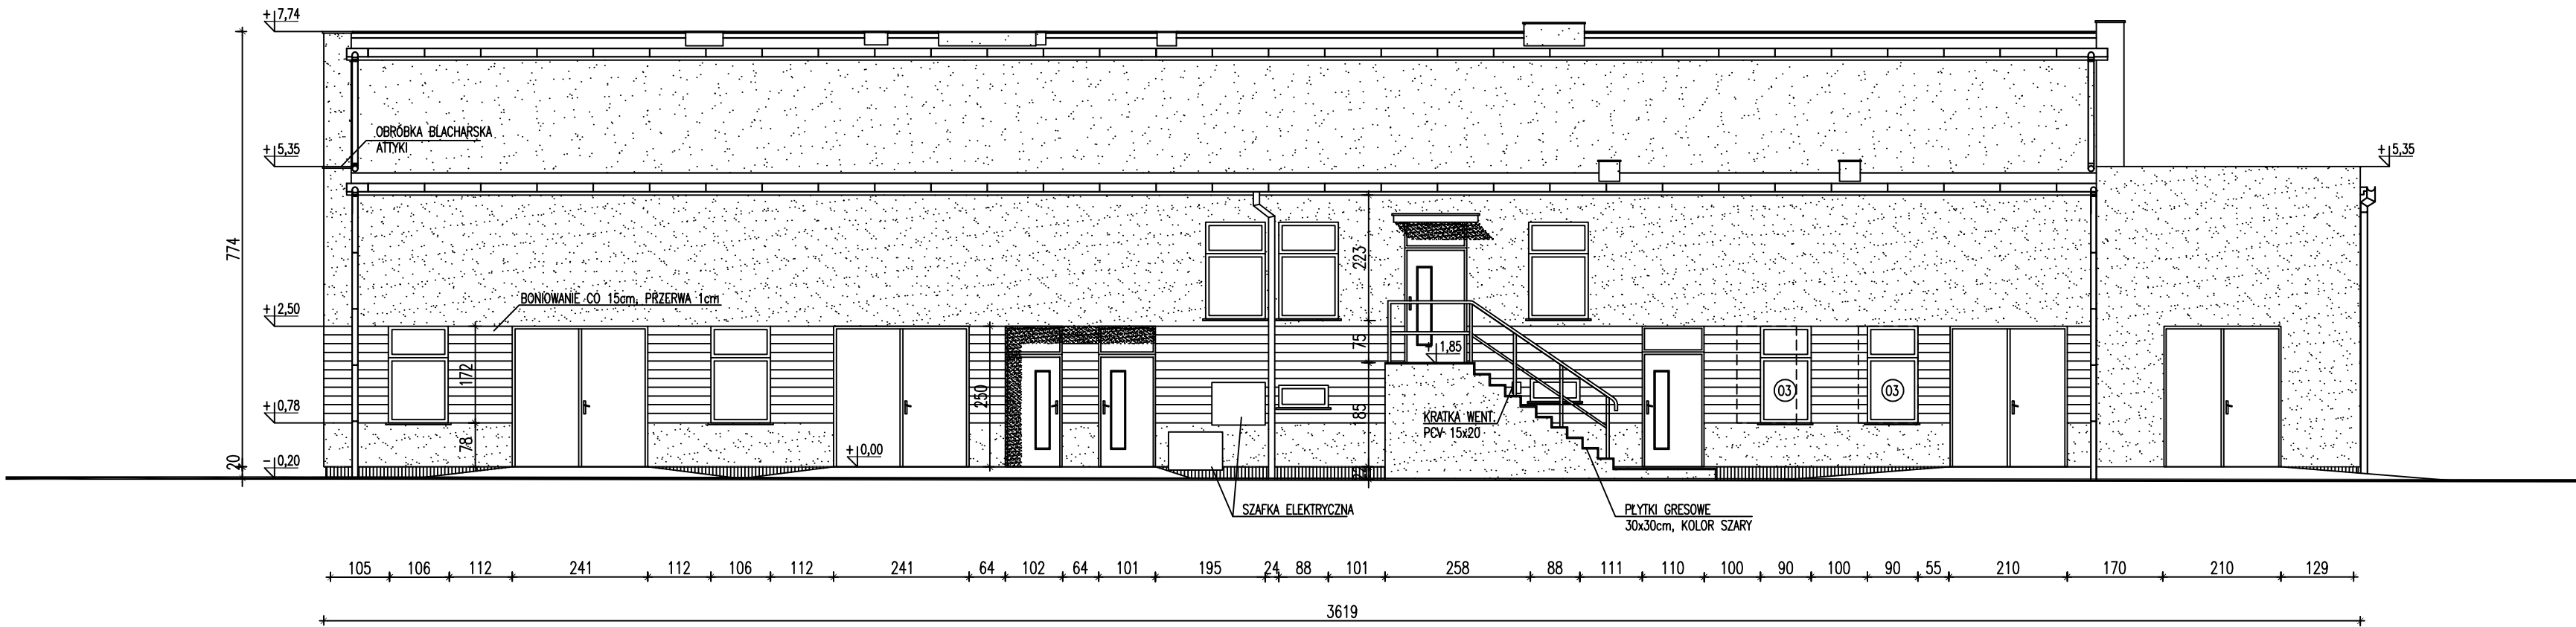 +7,74
OBRÓBKA BLACHARSKA
ATTYKI
+5,35
+5,35
774
223
BONIOWANIE CO 15cm, PRZERWA 1cm
+2,50
75
+1,85
172
250
185
03
03
+0,78
KRATKA WENT.
PCV 15x20
78
+0,00
20
-0,20
SZAFKA ELEKTRYCZNA
PŁYTKI GRESOWE
30x30cm, KOLOR SZARY
105 106 112 241 112 106 112 241 64 102 64 101 195 24 88 101 258 88 111 110 100 90 100 90 55 210 170 210 129
3619